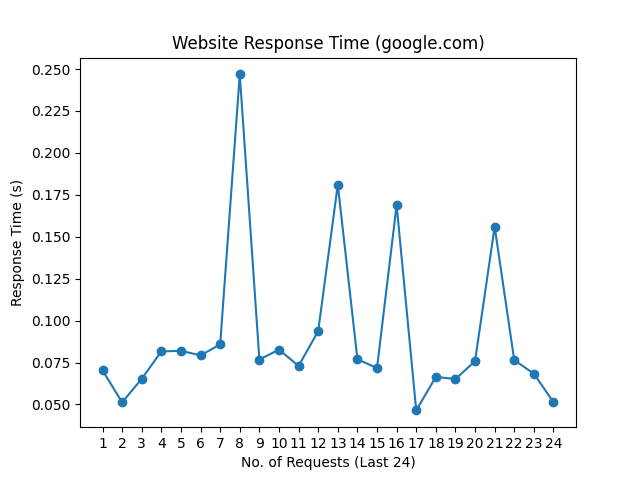 Website Response Time (google.com)
0.250
0.225
0.200
0.175
0.150
0.125
0.100
0.075
0.050
Response Time (s)
1 2 3 4 5 6 7 8 9 10 11 12 13 14 15 16 17 18 19 20 21 22 23 24
No. of Requests (Last 24)